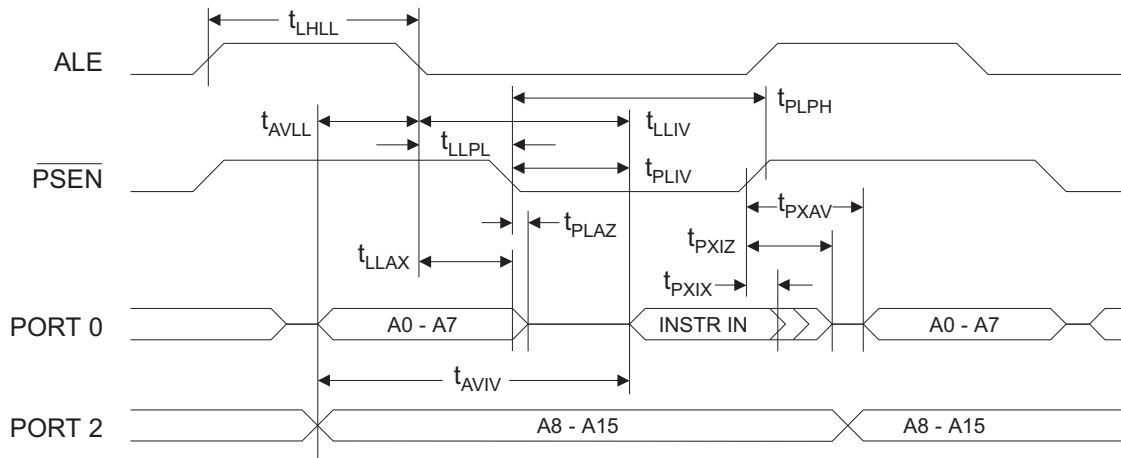 tLHLL
ALE
tPLPH
tAVLL
tLLIV
tLLPL
PSEN
tPLIV
tPXAV
tPLAZ
tPXIZ
tLLAX
tPXIX
PORT 0
A0 - A7
INSTR IN
A0 - A7
tAVIV
PORT 2
A8 - A15
A8 - A15